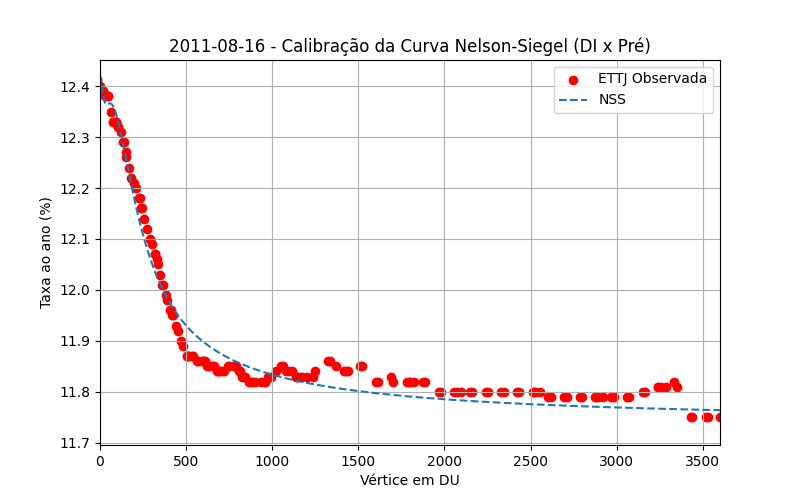 2011-08-16 - Calibração da Curva Nelson-Siegel (DI x Pré)
ETTJ Observada
NSS
Taxa ao ano (%)
12.4
12.3
12.2
12.1
12.0
11.9
11.8
11.7
0 500 1000 1500 2000 2500 3000 3500
Vértice em DU